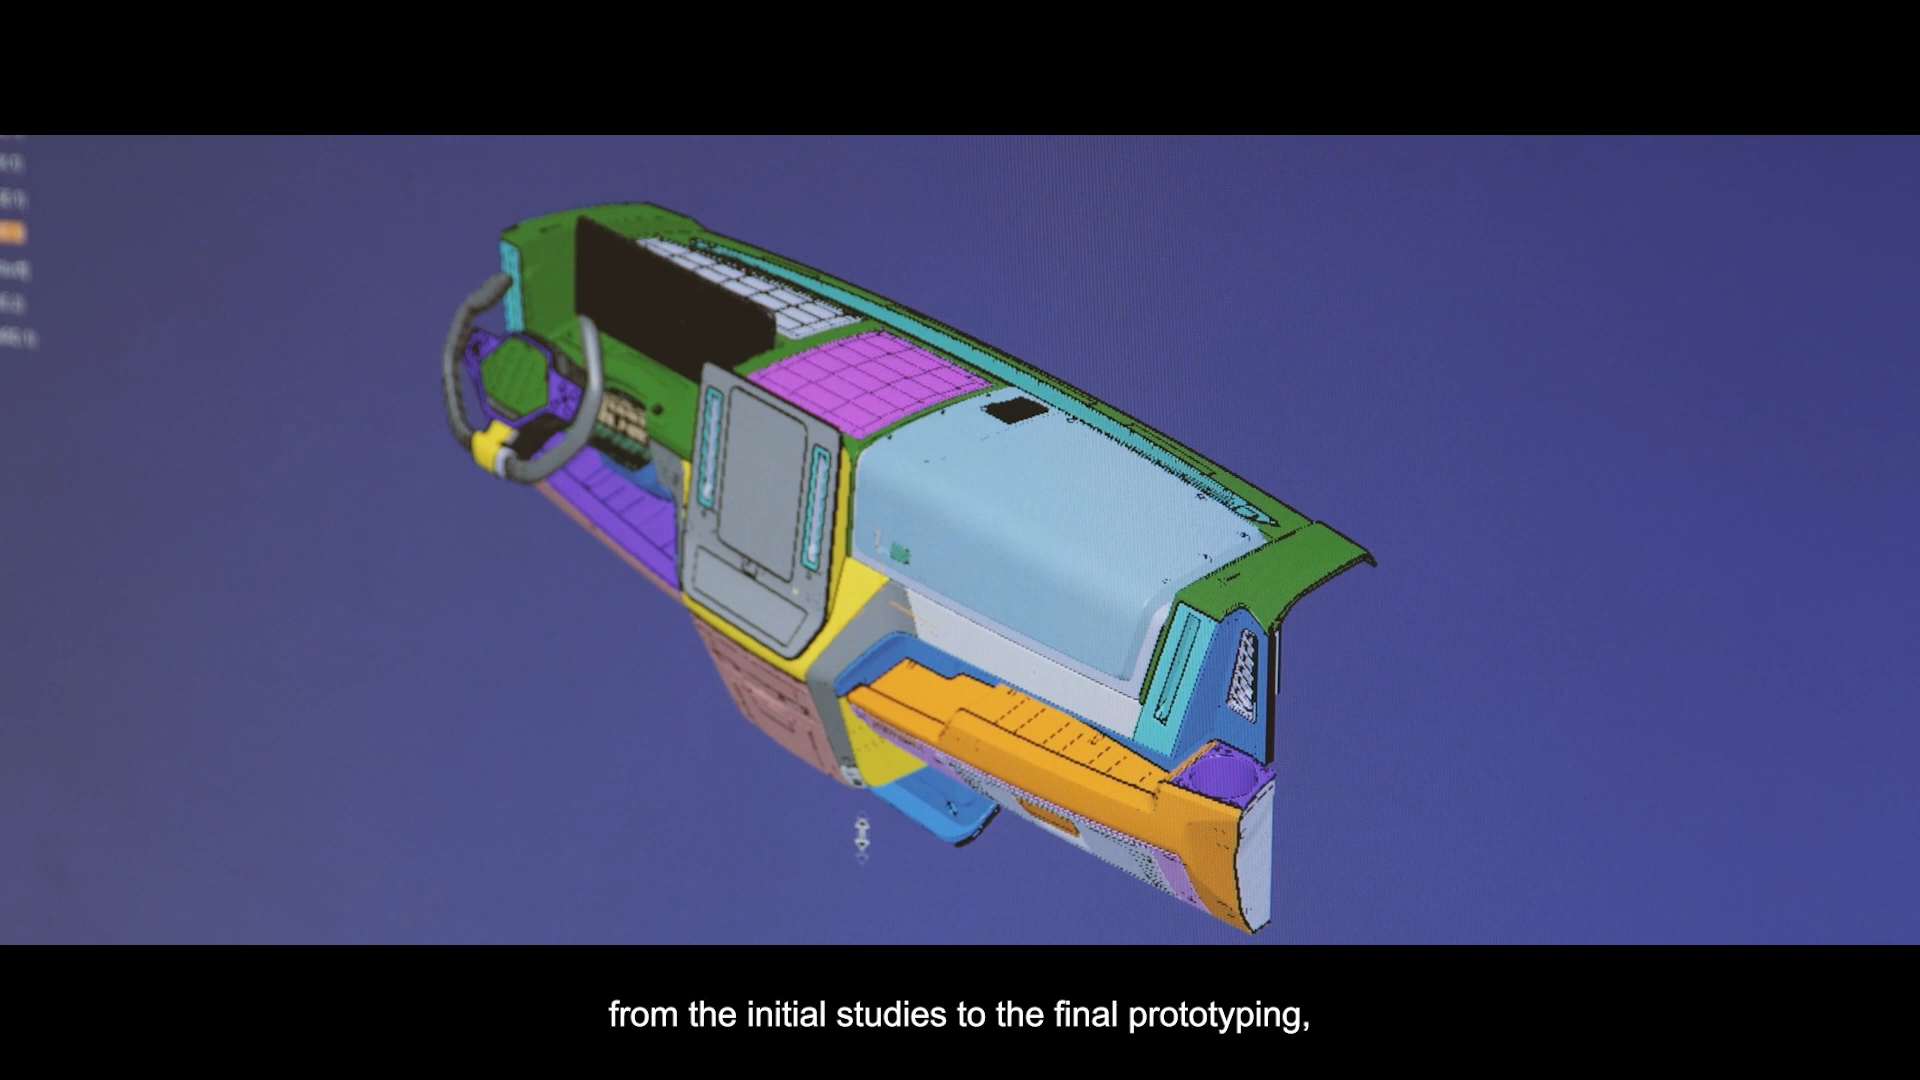 from the initial studies to the final prototyping,